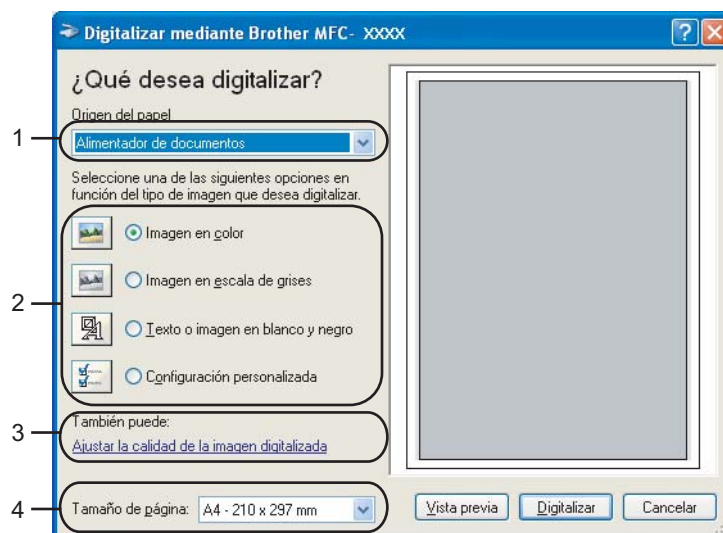 Digitalizar mediante Brother MFC- XXXX
¿Qué desea digitalizar?
Origen del papel
1
Alimentador de documentos
Seleccione una de las siguientes opciones en
función del tipo de imagen que desea digitalizar.
2
Imagen en color
Imagen en escala de grises
Texto o imagen en blanco y negro
Configuración personalizada
3
También puede:
Ajustar la calidad de la imagen digitalizada
4
Tamaño de página: A4 - 210 x 297 mm
Vista previa Digitalizar Cancelar